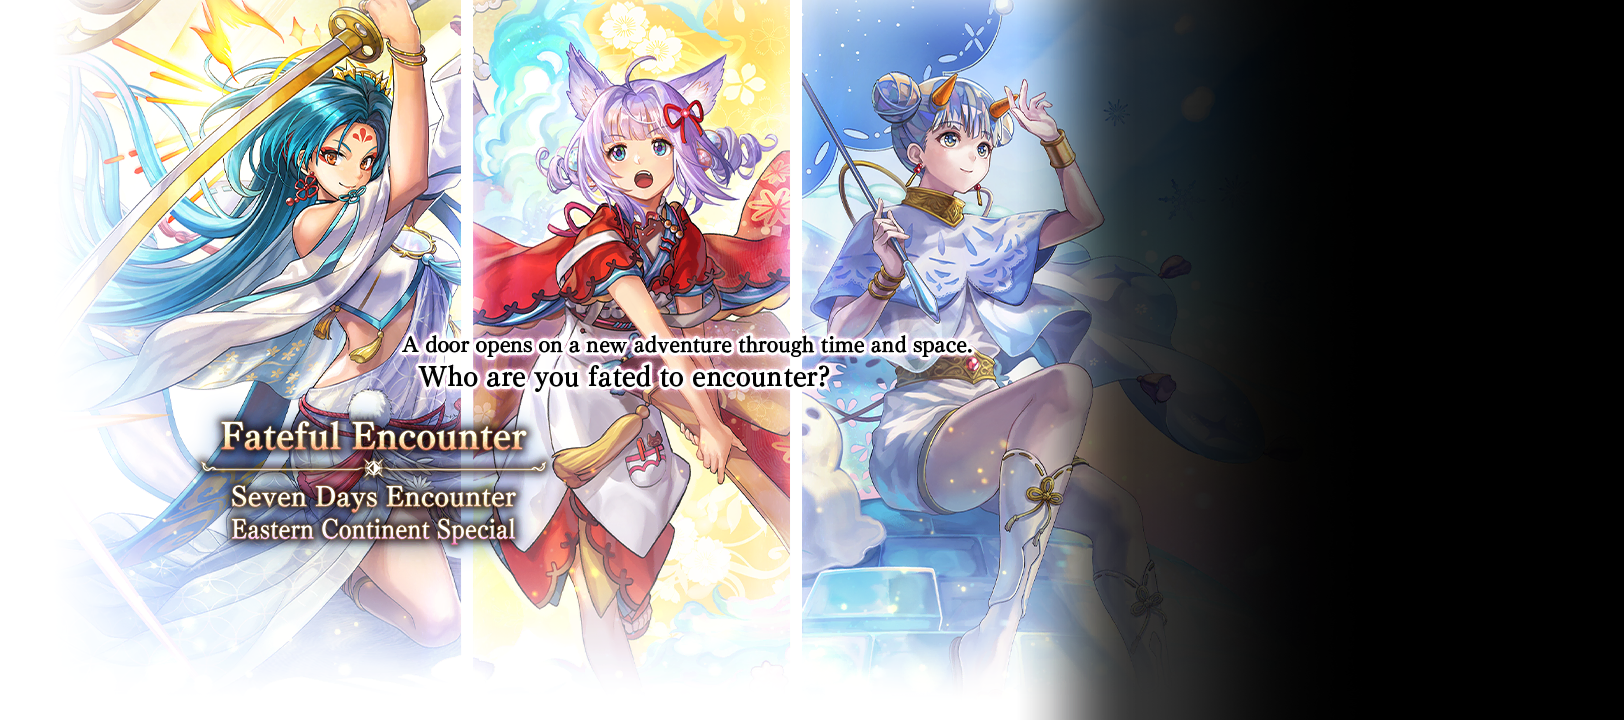 A door opens on a new adventure through time and space.
Who are you fated to encounter?
Fateful Encounter
Seven Days Encounter
Eastern Continent Special